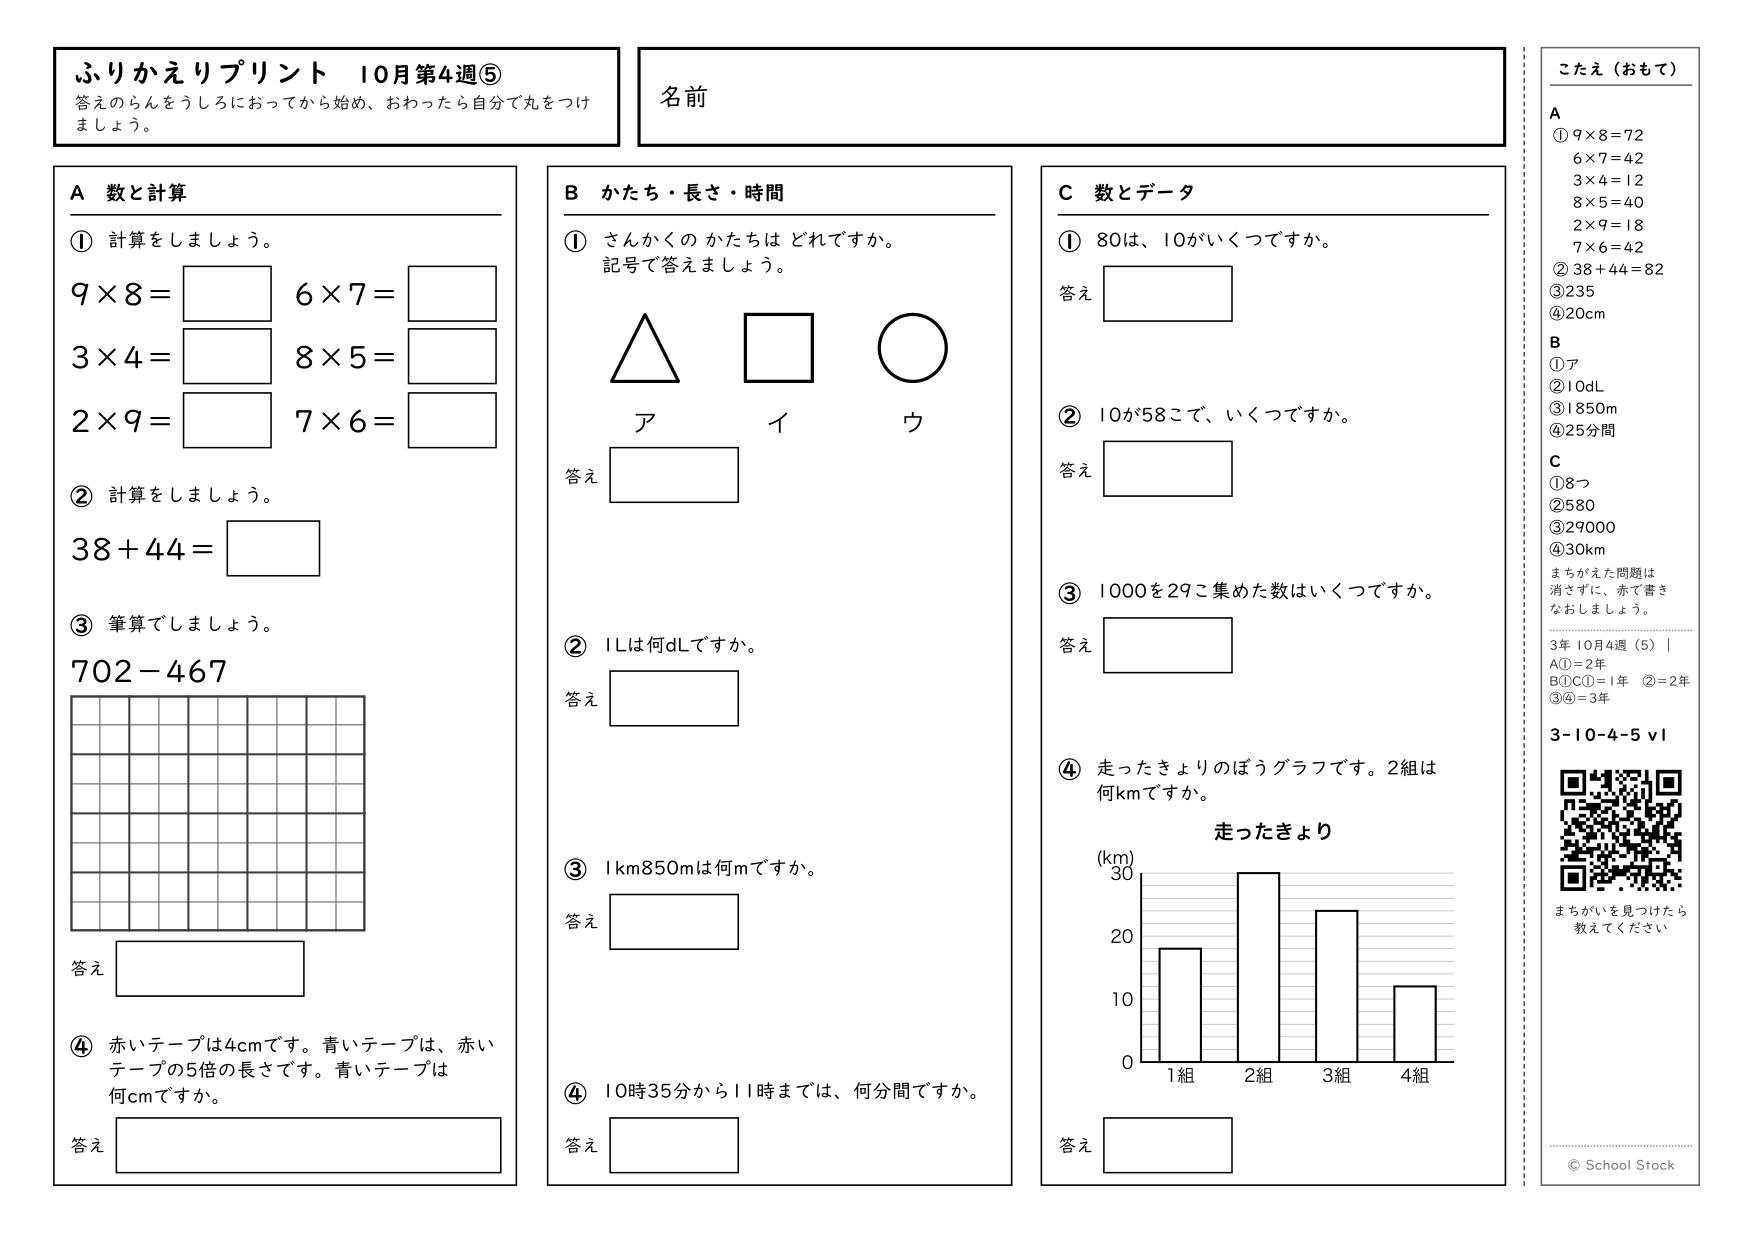 ふりかえりプリント　10月第4週⑤
答えのらんをうしろにおってから始め、おわったら自分で丸をつけ
ましょう。
名前
A　数と計算
① 計算をしましょう。
9×8=
6×7=
3×4=
8×5=
2×9=
7×6=
② 計算をしましょう。
38+44=
③ 筆算でしましょう。
702-467
答え
④ 赤いテープは4cmです。青いテープは、赤い
テープの5倍の長さです。青いテープは
何cmですか。
答え
B　かたち・長さ・時間
① さんかくの かたちは どれですか。
記号で答えましょう。
ア
イ
ウ
答え
② 1Lは何dLですか。
答え
③ 1km850mは何mですか。
答え
④ 10時35分から11時までは、何分間ですか。
答え
C　数とデータ
① 80は、10がいくつですか。
答え
② 10が58こで、いくつですか。
答え
③ 1000を29こ集めた数はいくつですか。
答え
④ 走ったきょりのぼうグラフです。2組は
何kmですか。
走ったきょり
(km)
30
20
10
0
1組
2組
3組
4組
答え
こたえ（おもて）
A
① 9×8=72
6×7=42
3×4=12
8×5=40
2×9=18
7×6=42
② 38+44=82
③235
④20cm
B
①ア
②10dL
③1850m
④25分間
C
①8つ
②580
③29000
④30km
まちがえた問題は
消さずに、赤で書き
なおしましょう。
3年 10月4週（5）｜
A①=2年
B①C①=1年　②=2年
③④=3年
3-10-4-5 v1
まちがいを見つけたら
教えてください
© School Stock